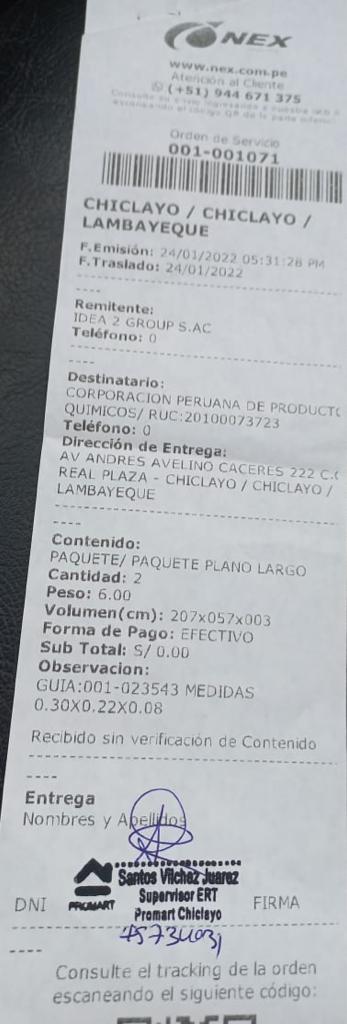 NEX
www.nex.com.pe
Atención al Cliente
(+51) 944 671 375
Orden de Servicio
001-001071
CHICLAYO / CHICLAYO /
LAMBAYEQUE
F.Emisión: 24/01/2022 05:31:28 PM
F.Traslado: 24/01/2022
Remitente:
IDEA 2 GROUP S.AC
Teléfono: 0
Destinatario:
CORPORACION PERUANA DE PRODUCTO
QUIMICOS/ RUC:20100073723
Teléfono: 0
Dirección de Entrega:
AV ANDRES AVELINO CACERES 222 C.C
REAL PLAZA - CHICLAYO / CHICLAYO /
LAMBAYEQUE
Contenido:
PAQUETE/ PAQUETE PLANO LARGO
Cantidad: 2
Peso: 6.00
Volumen(cm): 207x057x003
Forma de Pago: EFECTIVO
Sub Total: S/ 0.00
Observacion:
GUIA:001-023543 MEDIDAS
0.30X0.22X0.08
Recibido sin verificación de Contenido
Entrega
Nombres y Apellidos
Santos Vilchez Juarez
Supervisor ERT
DNI PROMART Promart Chiclayo FIRMA
Consulte el tracking de la orden
escaneando el siguiente código: